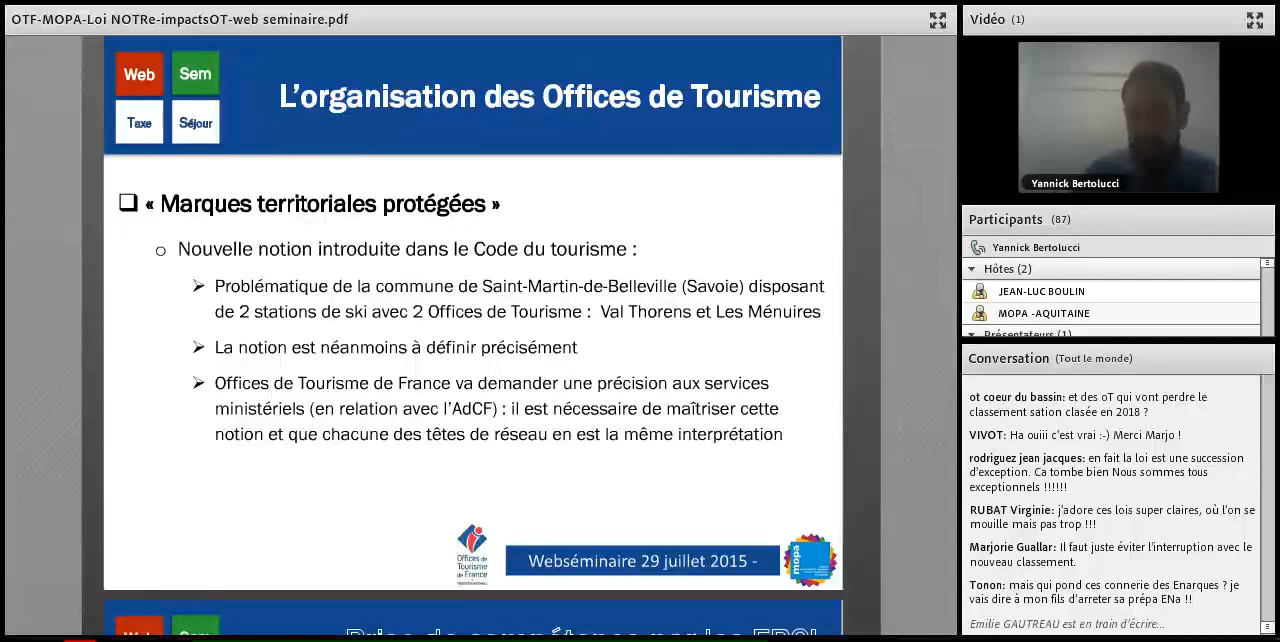 OTF-MOPA-Loi NOTRe-impactsOT-web seminaire.pdf
Web Sem
Taxe Séjour
L'organisation des Offices de Tourisme
« Marques territoriales protégées »
Nouvelle notion introduite dans le Code du tourisme :
Problématique de la commune de Saint-Martin-de-Belleville (Savoie) disposant
de 2 stations de ski avec 2 Offices de Tourisme : Val Thorens et Les Ménuires
La notion est néanmoins à définir précisément
Offices de Tourisme de France va demander une précision aux services
ministériels (en relation avec l'AdCF) : il est nécessaire de maîtriser cette
notion et que chacune des têtes de réseau en est la même interprétation
Offices de
Tourisme
de France
Webséminaire 29 juillet 2015 -
mopa
Vidéo (1)
Yannick Bertolucci
Participants (87)
Yannick Bertolucci
Hôtes (2)
JEAN-LUC BOULIN
MOPA -AQUITAINE
Présentateurs (1)
Conversation (Tout le monde)
ot coeur du bassin: et des oT qui vont perdre le
classement sation clasée en 2018 ?
VIVOT: Ha ouiii c'est vrai :-) Merci Marjo !
rodriguez jean jacques: en fait la loi est une succession
d'exception. Ca tombe bien Nous sommes tous
exceptionnels !!!!!!
RUBAT Virginie: j'adore ces lois super claires, où l'on se
mouille mais pas trop !!!
Marjorie Guallar: Il faut juste éviter l'interruption avec le
nouveau classement.
Tonon: mais qui pond ces connerie des Enarques ? je
vais dire à mon fils d'arreter sa prépa ENa !!
Emilie GAUTREAU est en train d'écrire...